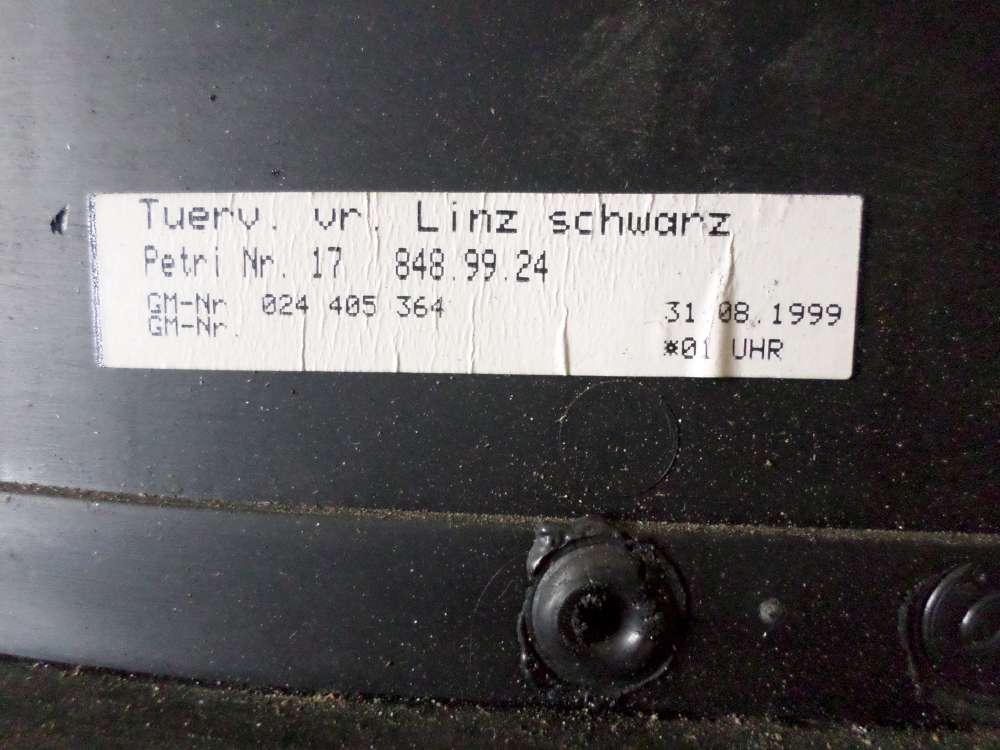 Tuerv. vr. Linz schwarz
Petri Nr. 17 848.99.24
GM-Nr 024 405 364
GM-Nr.
31.08.1999
*01 UHR